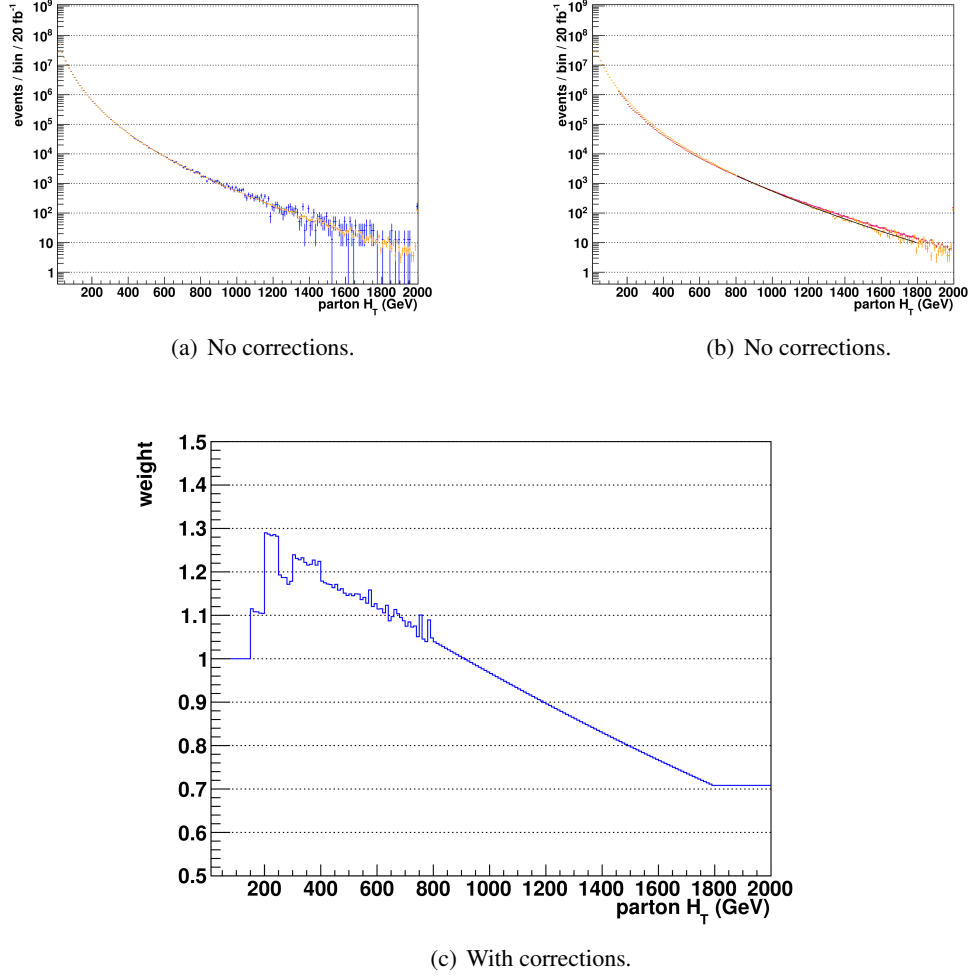 events / bin / 20 fb⁻¹
10⁹
10⁸
10⁷
10⁶
10⁵
10⁴
10³
10²
10
1
200 400 600 800 1000 1200 1400 1600 1800 2000
parton H_T (GeV)
(a) No corrections.
events / bin / 20 fb⁻¹
10⁹
10⁸
10⁷
10⁶
10⁵
10⁴
10³
10²
10
1
200 400 600 800 1000 1200 1400 1600 1800 2000
parton H_T (GeV)
(b) No corrections.
weight
1.5
1.4
1.3
1.2
1.1
1
0.9
0.8
0.7
0.6
0.5
200 400 600 800 1000 1200 1400 1600 1800 2000
parton H_T (GeV)
(c) With corrections.